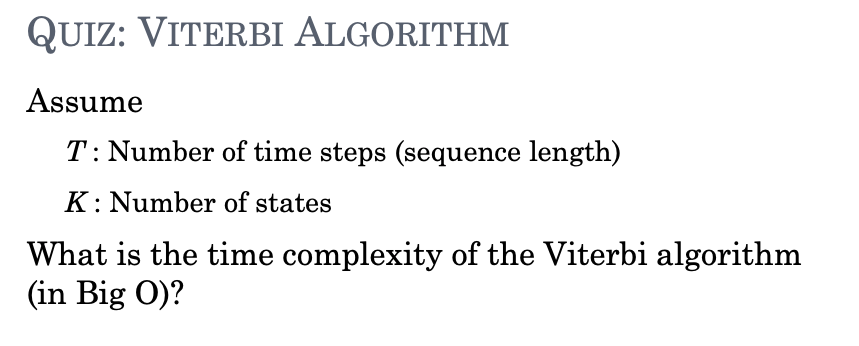 QUIZ: VITERBI ALGORITHM
Assume
T: Number of time steps (sequence length)
K: Number of states
What is the time complexity of the Viterbi algorithm
(in Big O)?